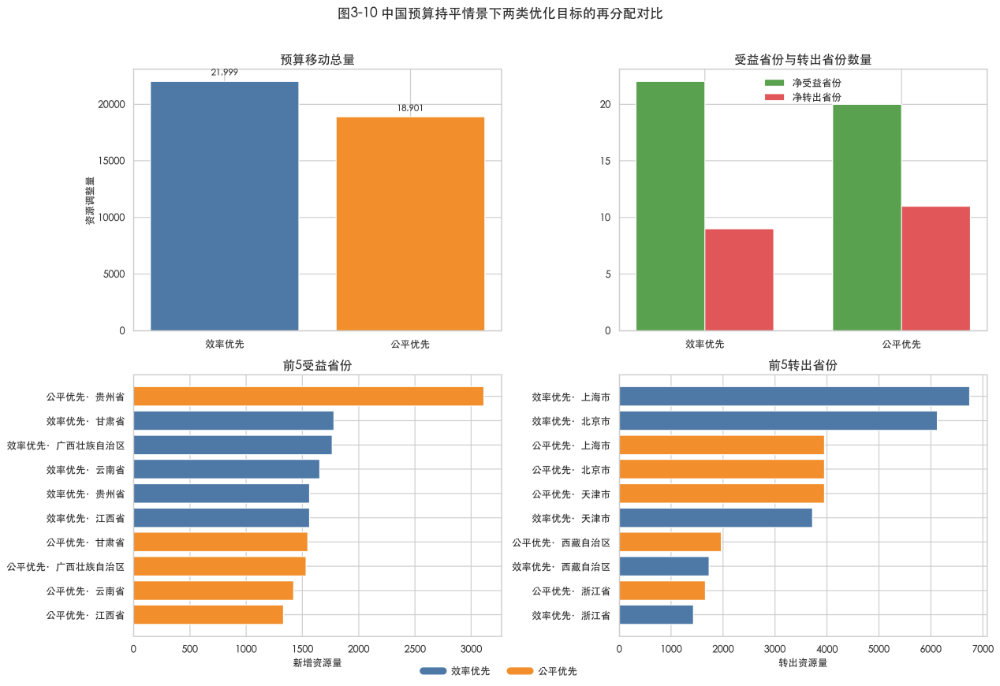 图3-10 中国预算持平情景下两类优化目标的再分配对比
预算移动总量
21,999
18,901
20000
15000
10000
5000
0
资源调整量
效率优先
公平优先
受益省份与转出省份数量
净受益省份
净转出省份
20
15
10
5
0
效率优先
公平优先
前5受益省份
公平优先·贵州省
效率优先·甘肃省
效率优先·广西壮族自治区
效率优先·云南省
效率优先·贵州省
效率优先·江西省
公平优先·甘肃省
公平优先·广西壮族自治区
公平优先·云南省
公平优先·江西省
0 500 1000 1500 2000 2500 3000
新增资源量
前5转出省份
效率优先·上海市
效率优先·北京市
公平优先·上海市
公平优先·北京市
公平优先·天津市
效率优先·天津市
公平优先·西藏自治区
效率优先·西藏自治区
公平优先·浙江省
效率优先·浙江省
0 1000 2000 3000 4000 5000 6000 7000
转出资源量
效率优先 公平优先